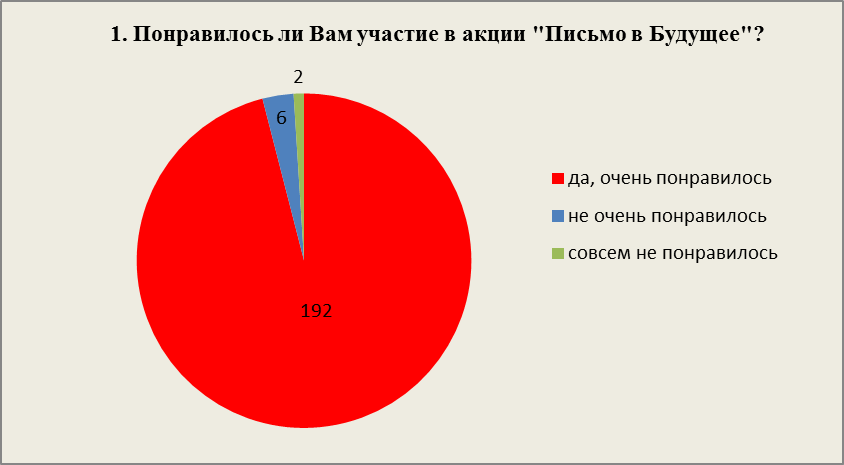 1. Понравилось ли Вам участие в акции "Письмо в Будущее"?
2
6
192
да, очень понравилось
не очень понравилось
совсем не понравилось